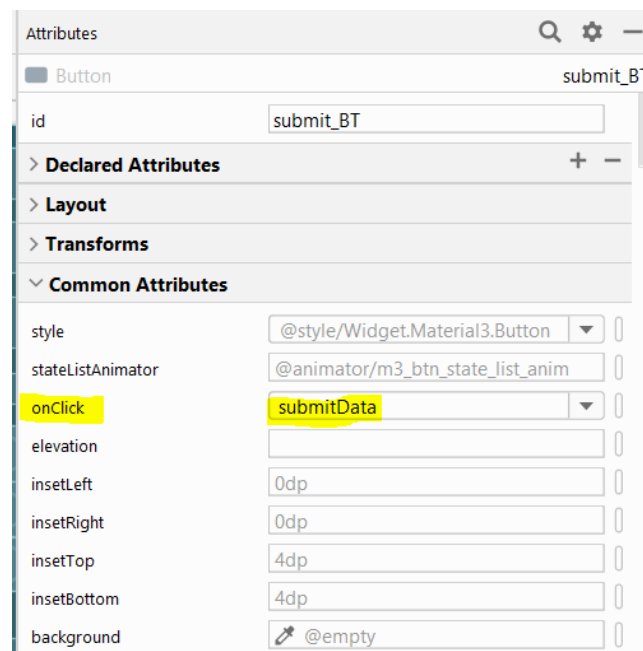 Attributes
Button submit_BT
id submit_BT
Declared Attributes
Layout
Transforms
Common Attributes
style @style/Widget.Material3.Button
stateListAnimator @animator/m3_btn_state_list_anim
onClick submitData
elevation
insetLeft 0dp
insetRight 0dp
insetTop 4dp
insetBottom 4dp
background @empty